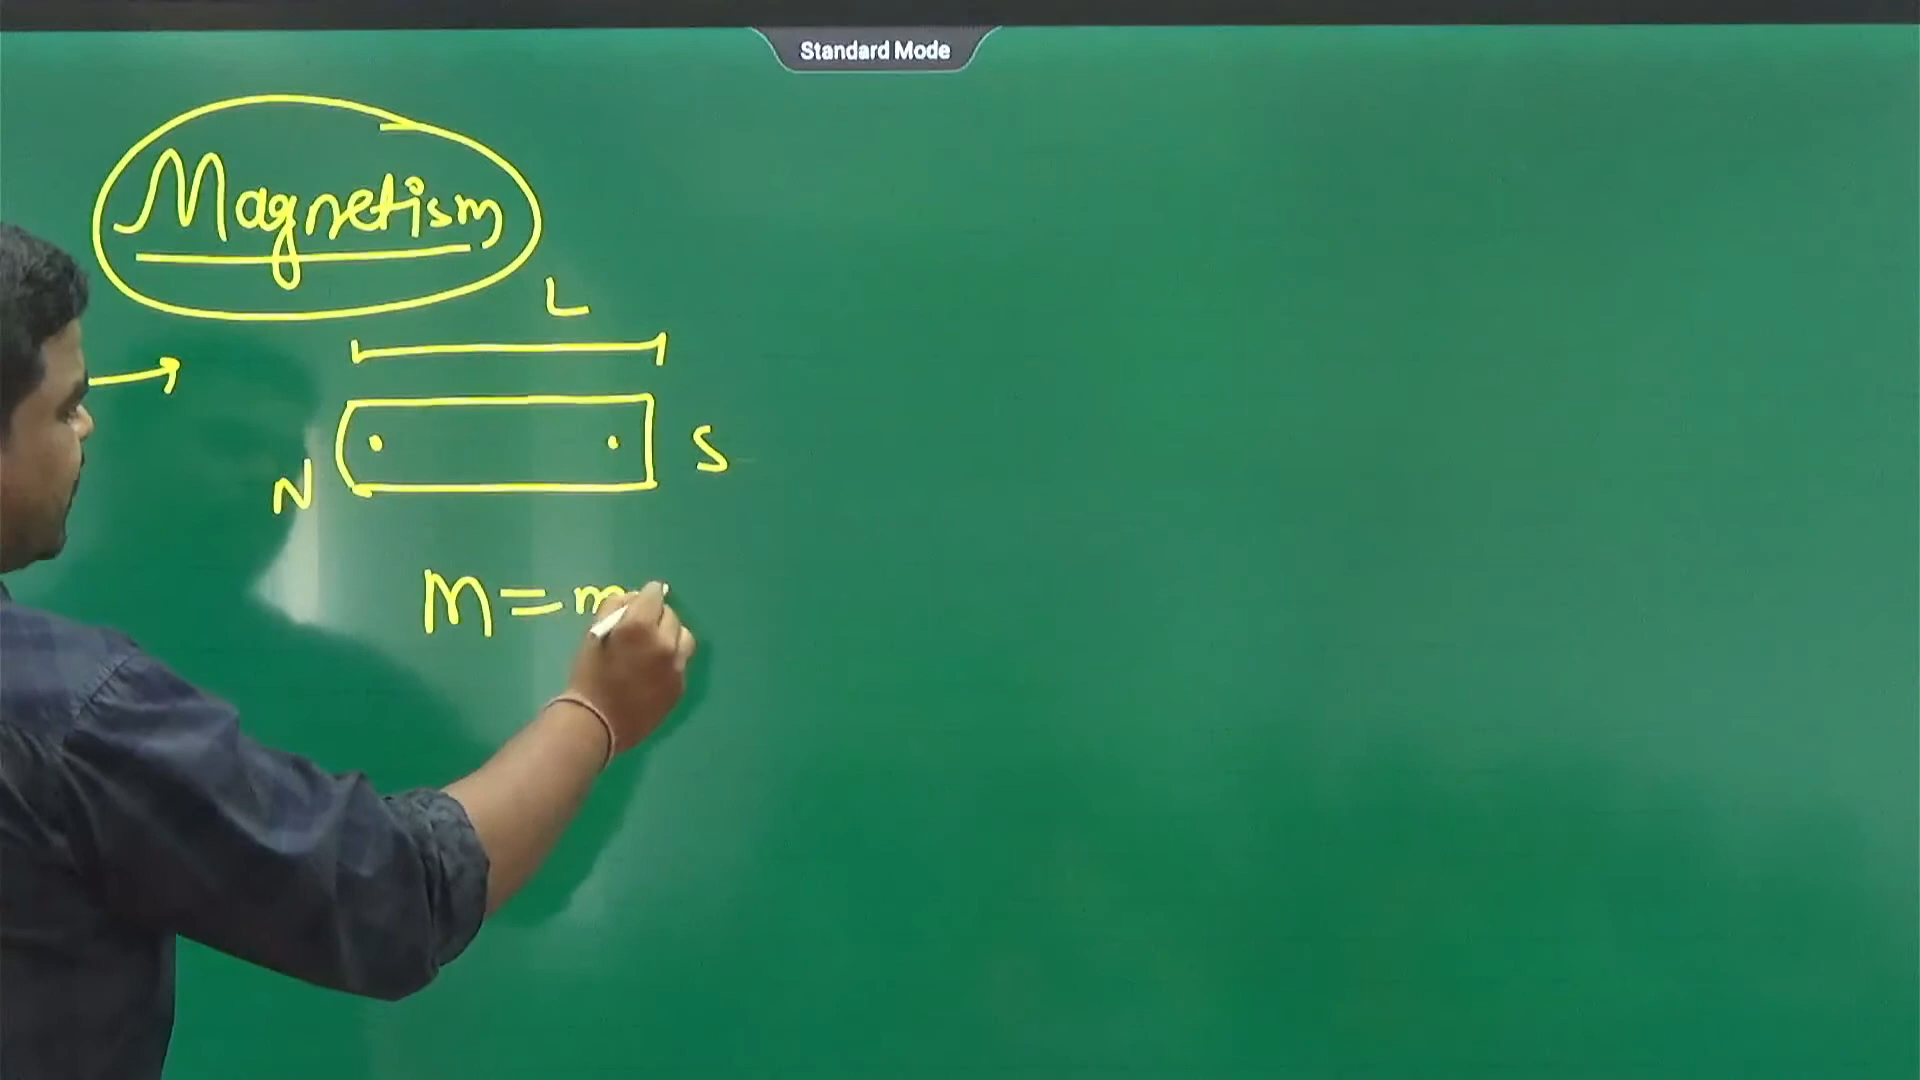 Standard Mode
Magnetism
L
N
S
M = m